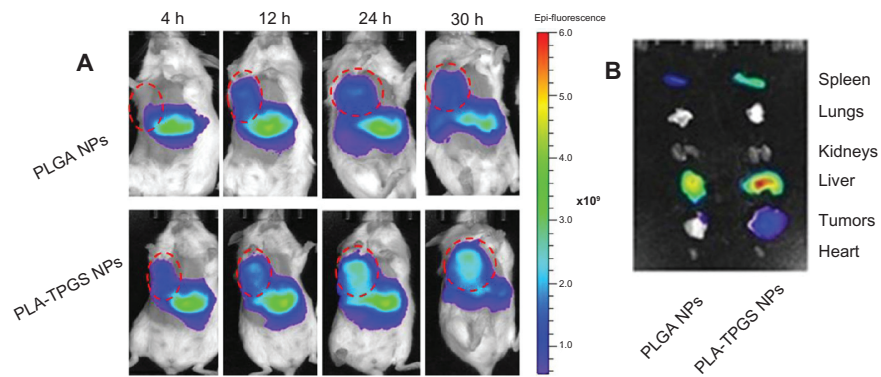 4 h
12 h
24 h
30 h
Epi-fluorescence
A
6.0
5.0
4.0
x10⁹
3.0
2.0
1.0
PLGA NPs
PLA-TPGS NPs
B
Spleen
Lungs
Kidneys
Liver
Tumors
Heart
PLGA NPs
PLA-TPGS NPs